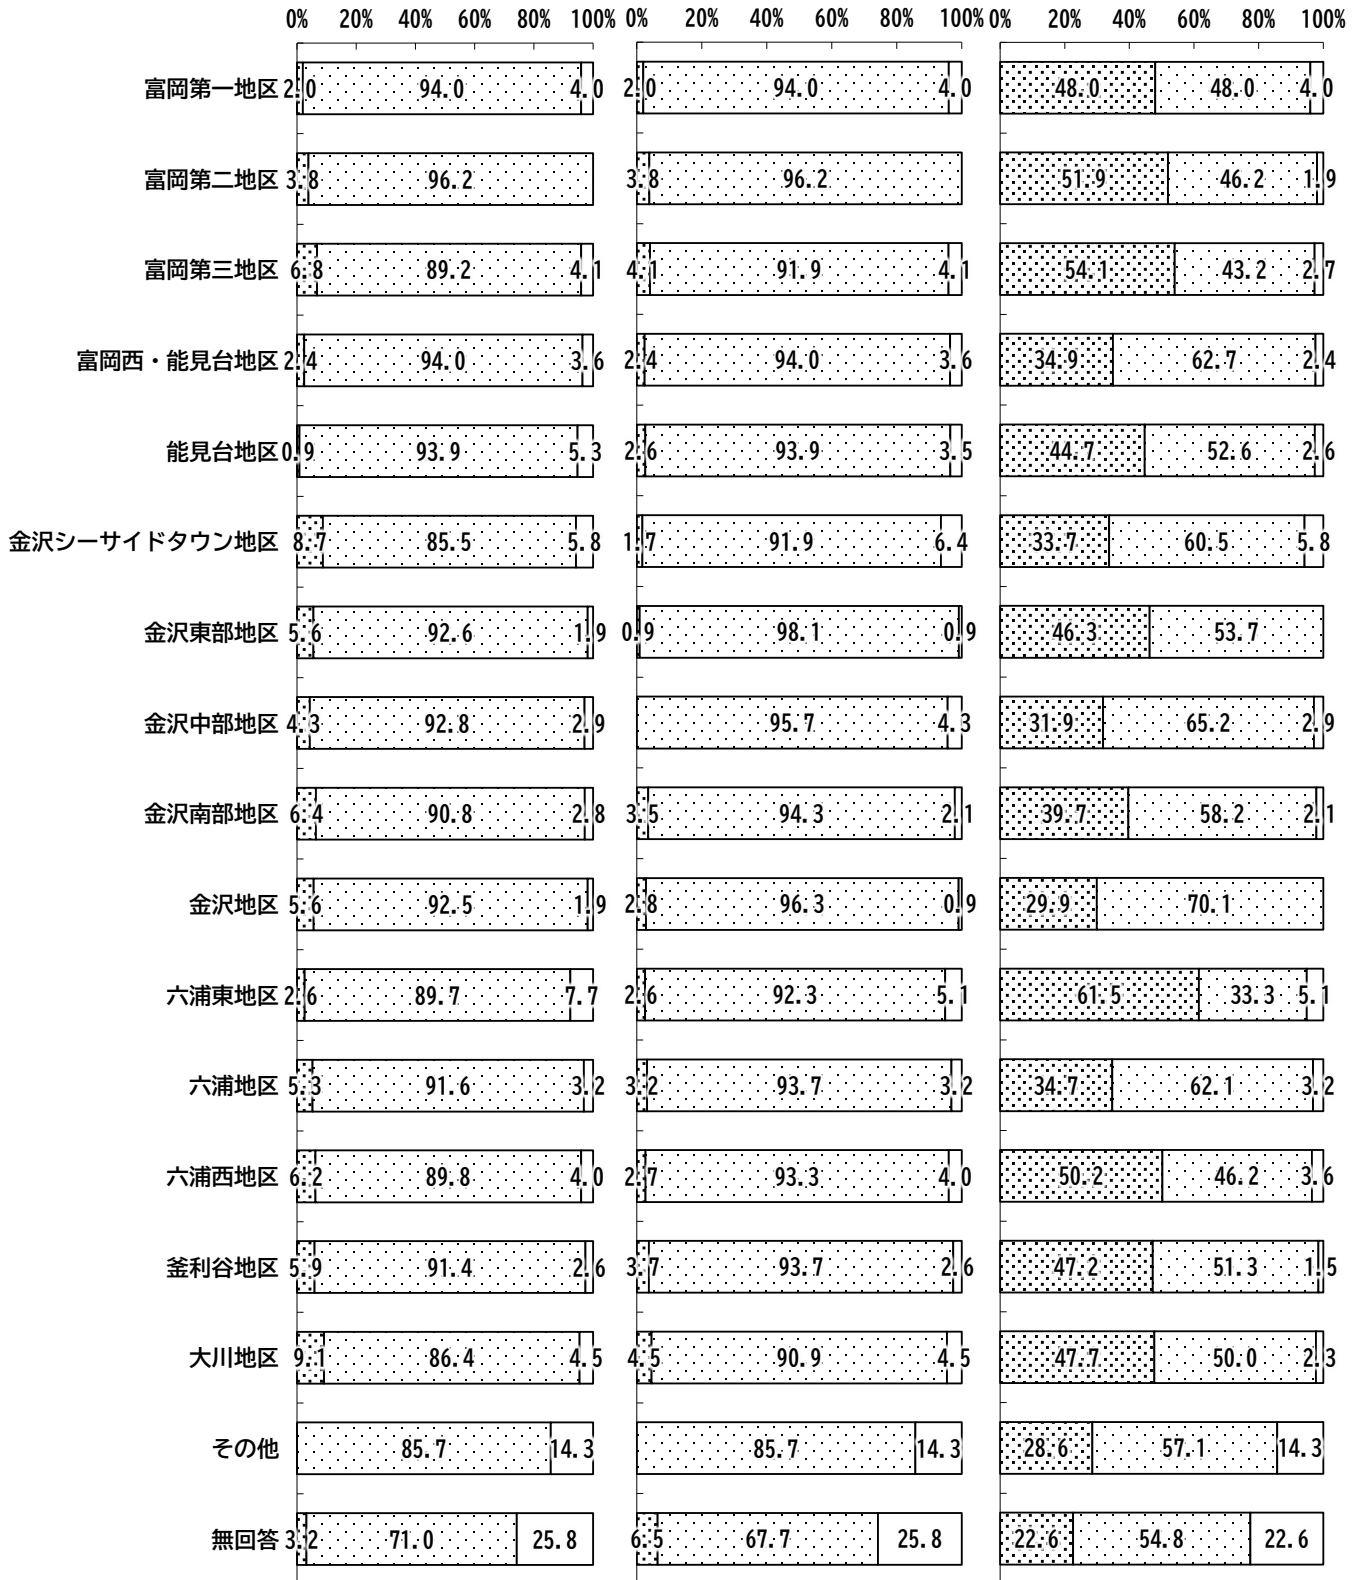 0% 20% 40% 60% 80% 100% 0% 20% 40% 60% 80% 100% 0% 20% 40% 60% 80% 100%
富岡第一地区 2.0 94.0 4.0 2.0 94.0 4.0 48.0 48.0 4.0
富岡第二地区 3.8 96.2 3.8 96.2 51.9 46.2 1.9
富岡第三地区 6.8 89.2 4.1 4.1 91.9 4.1 54.1 43.2 2.7
富岡西・能見台地区 2.4 94.0 3.6 2.4 94.0 3.6 34.9 62.7 2.4
能見台地区 0.9 93.9 5.3 2.6 93.9 3.5 44.7 52.6 2.6
金沢シーサイドタウン地区 8.7 85.5 5.8 1.7 91.9 6.4 33.7 60.5 5.8
金沢東部地区 5.6 92.6 1.9 0.9 98.1 0.9 46.3 53.7
金沢中部地区 4.3 92.8 2.9 95.7 4.3 31.9 65.2 2.9
金沢南部地区 6.4 90.8 2.8 3.5 94.3 2.1 39.7 58.2 2.1
金沢地区 5.6 92.5 1.9 2.8 96.3 0.9 29.9 70.1
六浦東地区 2.6 89.7 7.7 2.6 92.3 5.1 61.5 33.3 5.1
六浦地区 5.3 91.6 3.2 3.2 93.7 3.2 34.7 62.1 3.2
六浦西地区 6.2 89.8 4.0 2.7 93.3 4.0 50.2 46.2 3.6
釜利谷地区 5.9 91.4 2.6 3.7 93.7 2.6 47.2 51.3 1.5
大川地区 9.1 86.4 4.5 4.5 90.9 4.5 47.7 50.0 2.3
その他 85.7 14.3 85.7 14.3 28.6 57.1 14.3
無回答 3.2 71.0 25.8 6.5 67.7 25.8 22.6 54.8 22.6